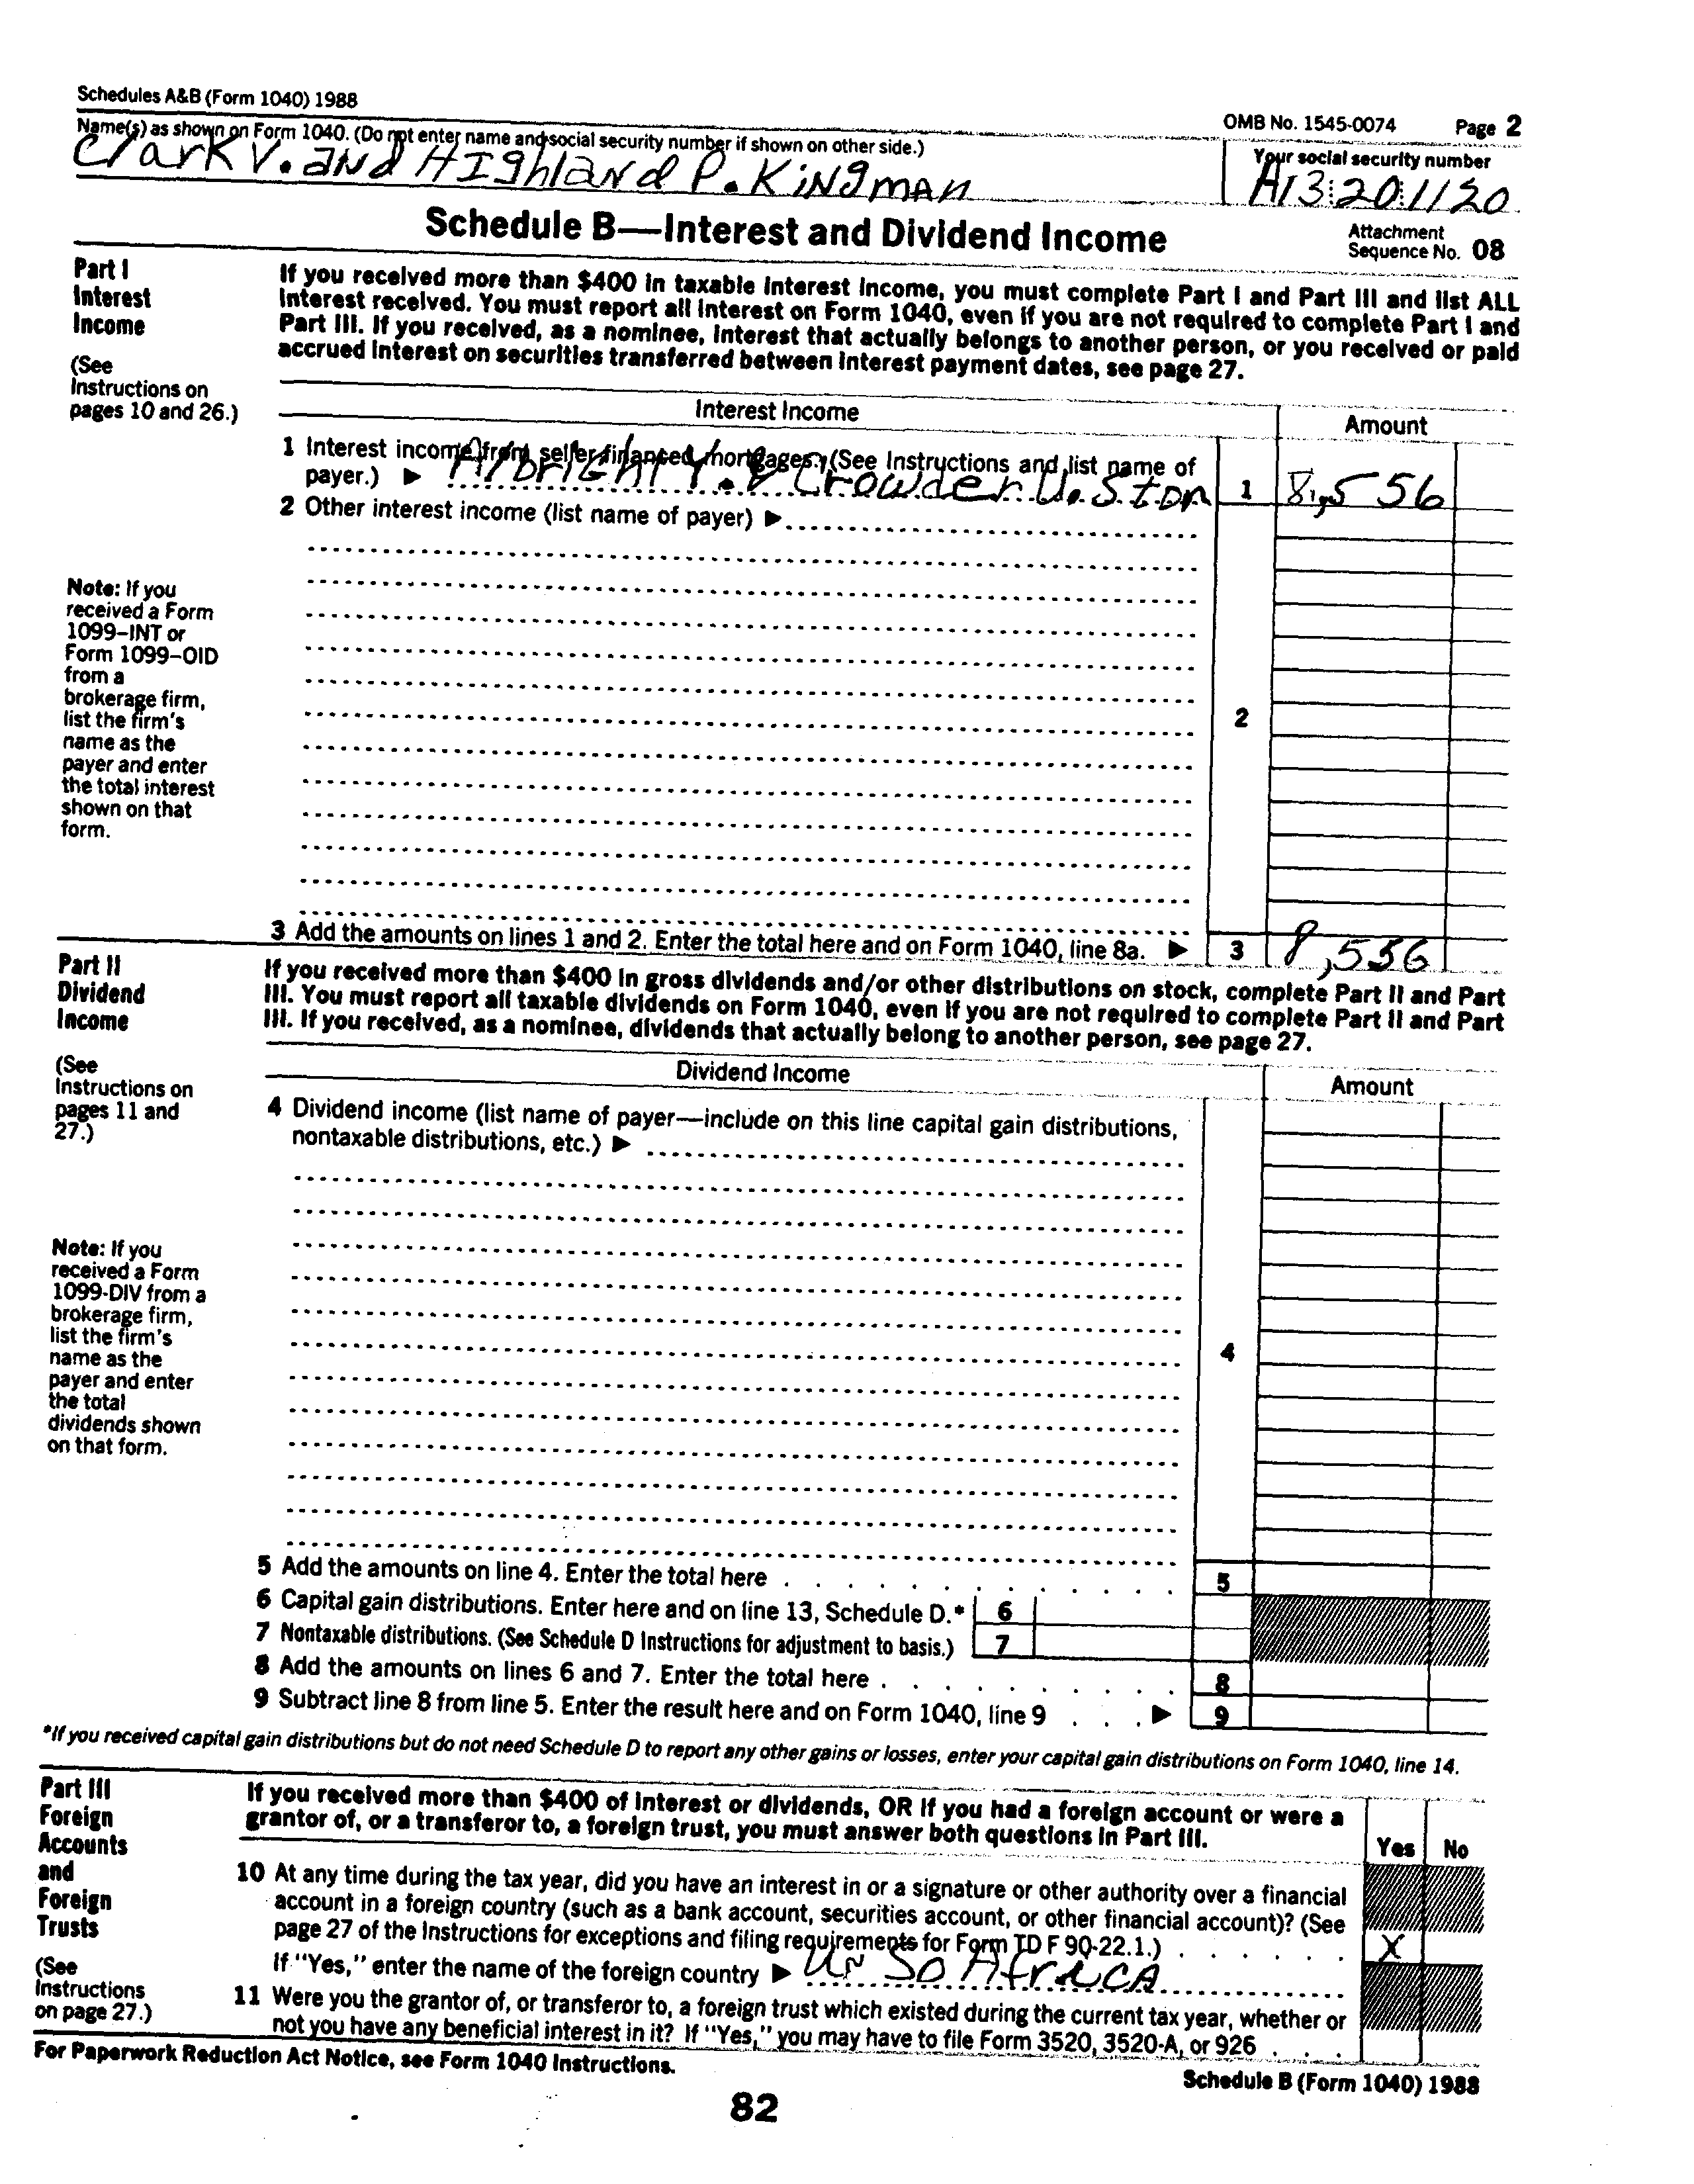 Schedules A&B (Form 1040) 1988
OMB No. 1545-0074 Page 2
Name(s) as shown on Form 1040. (Do not enter name and social security number if shown on other side.)
Clark V. and Highland P. Kingman
Your social security number
A13 20 1120
Schedule B—Interest and Dividend Income
Attachment
Sequence No. 08
Part I
Interest
Income
(See
Instructions on
pages 10 and 26.)
If you received more than $400 in taxable interest income, you must complete Part I and Part III and list ALL
interest received. You must report all interest on Form 1040, even if you are not required to complete Part I and
Part III. If you received, as a nominee, interest that actually belongs to another person, or you received or paid
accrued interest on securities transferred between interest payment dates, see page 27.
Interest Income
Amount
1 Interest income from seller-financed mortgages. (See Instructions and list name of
payer.) ▶ Albright Y. Crowder U. Ston 1 8,556
2 Other interest income (list name of payer) ▶
Note: If you
received a Form
1099-INT or
Form 1099-OID
from a
brokerage firm,
list the firm's
name as the
payer and enter
the total interest
shown on that
form.
2
3 Add the amounts on lines 1 and 2. Enter the total here and on Form 1040, line 8a. ▶ 3 8,556
Part II
Dividend
Income
(See
Instructions on
pages 11 and
27.)
If you received more than $400 in gross dividends and/or other distributions on stock, complete Part II and Part
III. You must report all taxable dividends on Form 1040, even if you are not required to complete Part II and Part
III. If you received, as a nominee, dividends that actually belong to another person, see page 27.
Dividend Income
Amount
4 Dividend income (list name of payer—include on this line capital gain distributions,
nontaxable distributions, etc.) ▶
Note: If you
received a Form
1099-DIV from a
brokerage firm,
list the firm's
name as the
payer and enter
the total
dividends shown
on that form.
4
5 Add the amounts on line 4. Enter the total here . . . . . . . . . . . . . 5
6 Capital gain distributions. Enter here and on line 13, Schedule D.* 6
7 Nontaxable distributions. (See Schedule D Instructions for adjustment to basis.) 7
8 Add the amounts on lines 6 and 7. Enter the total here . . . . . . . . . . 8
9 Subtract line 8 from line 5. Enter the result here and on Form 1040, line 9 . . . ▶ 9
*If you received capital gain distributions but do not need Schedule D to report any other gains or losses, enter your capital gain distributions on Form 1040, line 14.
Part III
Foreign
Accounts
and
Foreign
Trusts
(See
Instructions
on page 27.)
If you received more than $400 of interest or dividends, OR if you had a foreign account or were a
grantor of, or a transferor to, a foreign trust, you must answer both questions in Part III.
Yes No
10 At any time during the tax year, did you have an interest in or a signature or other authority over a financial
account in a foreign country (such as a bank account, securities account, or other financial account)? (See
page 27 of the Instructions for exceptions and filing requirements for Form TD F 90-22.1.) . . . . . . X
If "Yes," enter the name of the foreign country ▶ Un So Africa
11 Were you the grantor of, or transferor to, a foreign trust which existed during the current tax year, whether or
not you have any beneficial interest in it? If "Yes," you may have to file Form 3520, 3520-A, or 926 . . .
For Paperwork Reduction Act Notice, see Form 1040 Instructions.
Schedule B (Form 1040) 1988
82